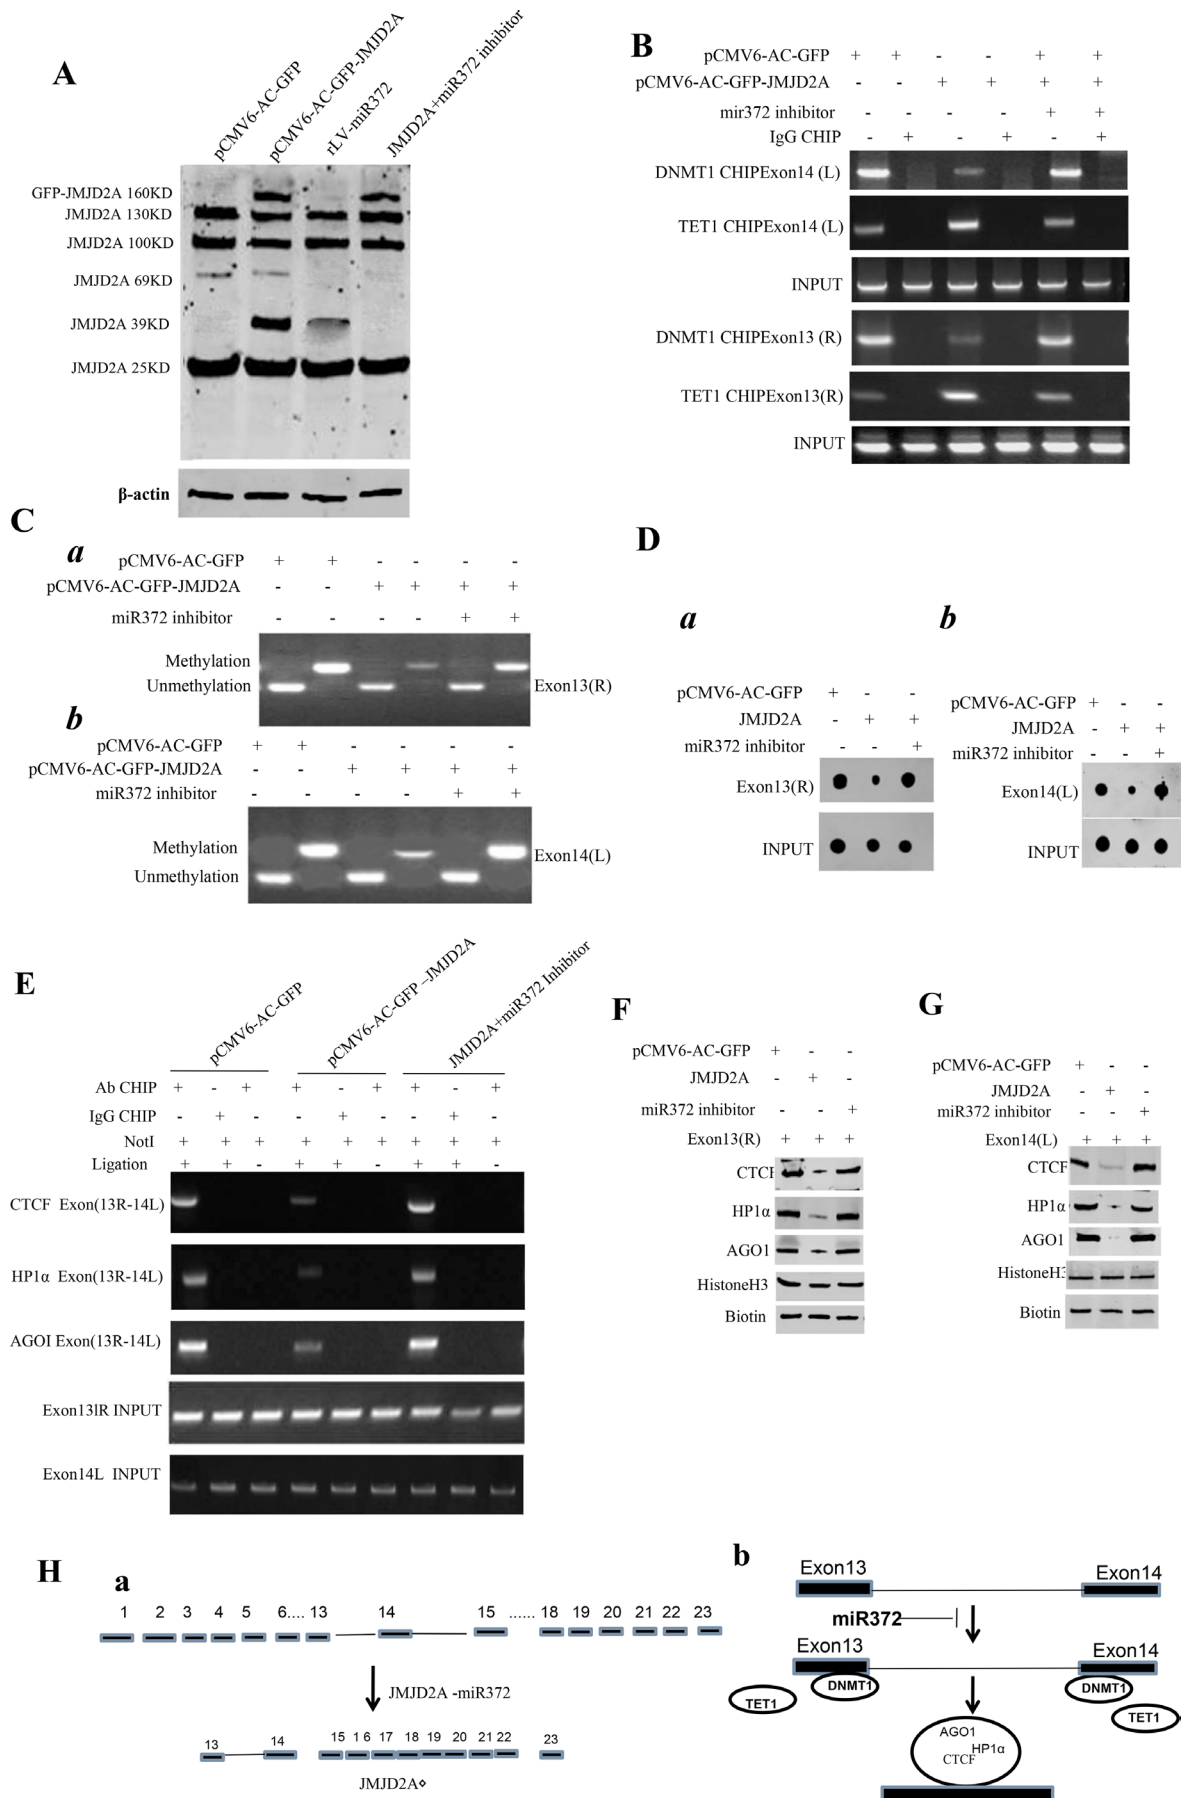 A
pCMV6-AC-GFP
pCMV6-AC-GFP-JMJD2A
rLV-miR372
JMJD2A+miR372 inhibitor
GFP-JMJD2A 160KD
JMJD2A 130KD
JMJD2A 100KD
JMJD2A 69KD
JMJD2A 39KD
JMJD2A 25KD
β-actin
B
pCMV6-AC-GFP + + - - + +
pCMV6-AC-GFP-JMJD2A - - + + + +
mir372 inhibitor - - - - + +
IgG CHIP - + - + - +
DNMT1 CHIPExon14 (L)
TET1 CHIPExon14 (L)
INPUT
DNMT1 CHIPExon13 (R)
TET1 CHIPExon13(R)
INPUT
C
a
pCMV6-AC-GFP + + - - - -
pCMV6-AC-GFP-JMJD2A - - + + + +
miR372 inhibitor - - - - + +
Methylation
Unmethylation
Exon13(R)
b
pCMV6-AC-GFP + + - - - -
pCMV6-AC-GFP-JMJD2A - - + + + +
miR372 inhibitor - - - - + +
Methylation
Unmethylation
Exon14(L)
D
a
pCMV6-AC-GFP + - -
JMJD2A - + +
miR372 inhibitor - - +
Exon13(R)
INPUT
b
pCMV6-AC-GFP + - -
JMJD2A - + +
miR372 inhibitor - - +
Exon14(L)
INPUT
E
pCMV6-AC-GFP
pCMV6-AC-GFP –JMJD2A
JMJD2A+miR372 Inhibitor
Ab CHIP + - + + - + + - +
IgG CHIP - + - - + - - + -
NotI + + + + + + + + +
Ligation + + - + + - + + -
CTCF Exon(13R-14L)
HP1α Exon(13R-14L)
AGOI Exon(13R-14L)
Exon13lR INPUT
Exon14L INPUT
F
pCMV6-AC-GFP + - -
JMJD2A - + -
miR372 inhibitor - - +
Exon13(R) + + +
CTCF
HP1α
AGO1
HistoneH3
Biotin
G
pCMV6-AC-GFP + - -
JMJD2A - + -
miR372 inhibitor - - +
Exon14(L) + + +
CTCF
HP1α
AGO1
HistoneH3
Biotin
H
a
1 2 3 4 5 6.... 13 14 15 ...... 18 19 20 21 22 23
JMJD2A -miR372
13 14 15 1 6 17 18 19 20 21 22 23
JMJD2A◊
b
Exon13 Exon14
miR372
Exon13 Exon14
TET1 DNMT1 DNMT1 TET1
AGO1
HP1α
CTCF